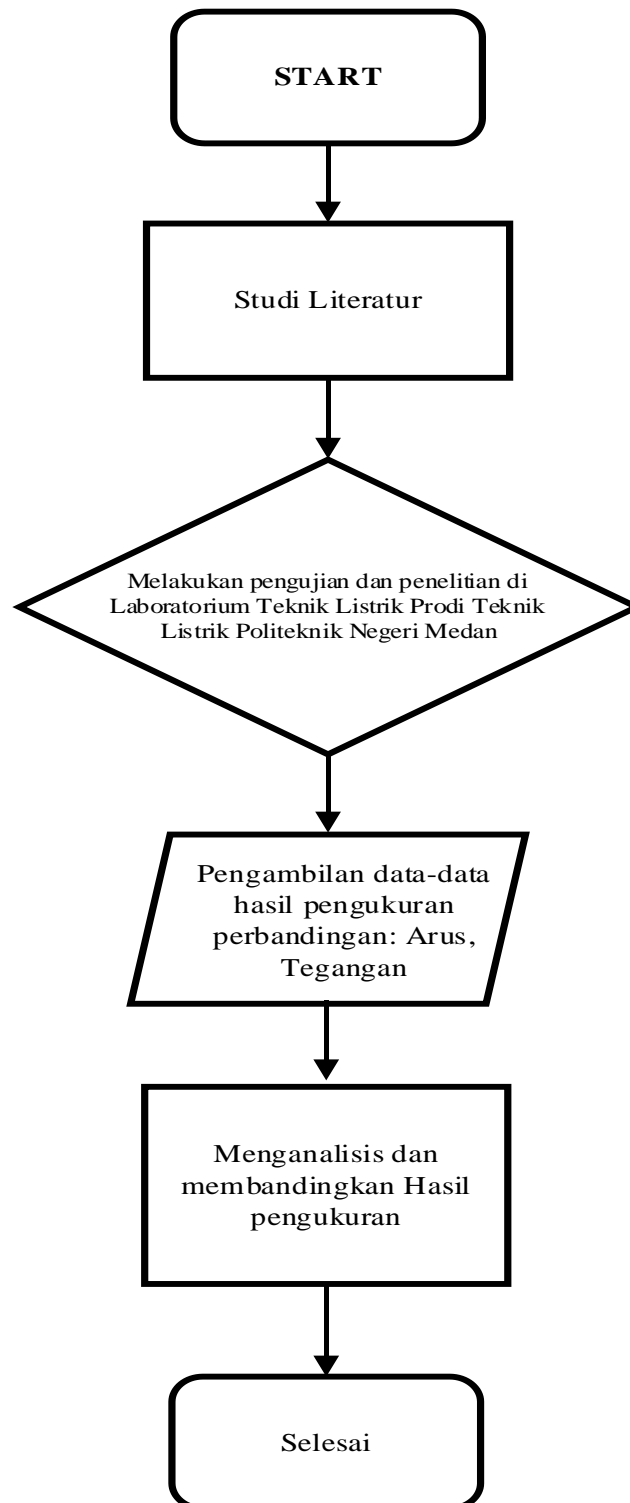 START
Studi Literatur
Melakukan pengujian dan penelitian di
Laboratorium Teknik Listrik Prodi Teknik
Listrik Politeknik Negeri Medan
Pengambilan data-data
hasil pengukuran
perbandingan: Arus,
Tegangan
Menganalisis dan
membandingkan Hasil
pengukuran
Selesai